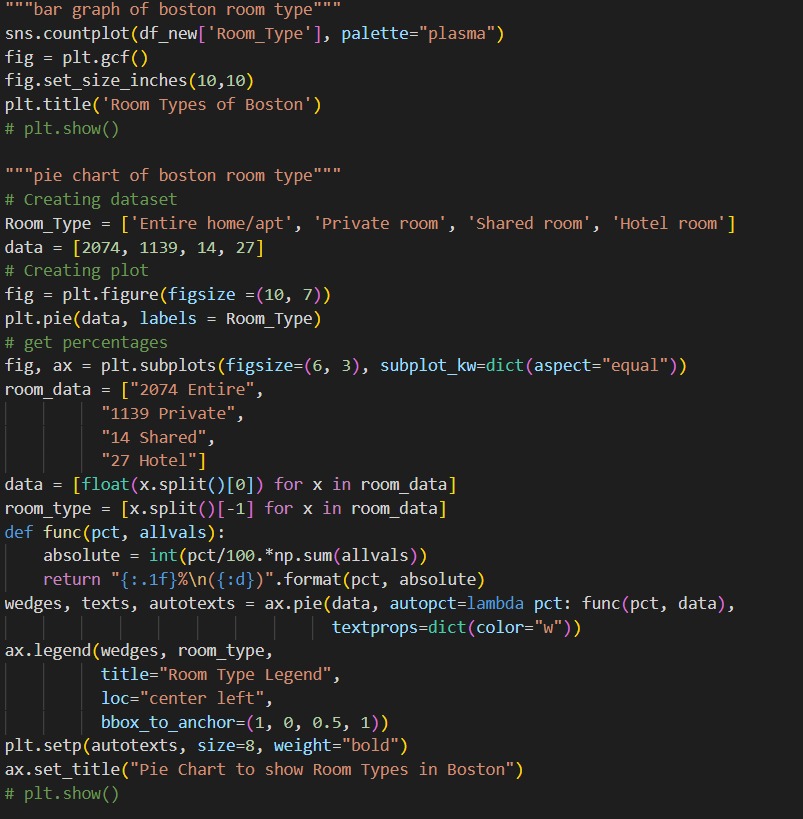 """bar graph of boston room type"""
sns.countplot(df_new['Room_Type'], palette="plasma")
fig = plt.gcf()
fig.set_size_inches(10,10)
plt.title('Room Types of Boston')
# plt.show()
"""pie chart of boston room type"""
# Creating dataset
Room_Type = ['Entire home/apt', 'Private room', 'Shared room', 'Hotel room']
data = [2074, 1139, 14, 27]
# Creating plot
fig = plt.figure(figsize =(10, 7))
plt.pie(data, labels = Room_Type)
# get percentages
fig, ax = plt.subplots(figsize=(6, 3), subplot_kw=dict(aspect="equal"))
room_data = ["2074 Entire",
"1139 Private",
"14 Shared",
"27 Hotel"]
data = [float(x.split()[0]) for x in room_data]
room_type = [x.split()[-1] for x in room_data]
def func(pct, allvals):
absolute = int(pct/100.*np.sum(allvals))
return "{:.1f}%\n({:d})".format(pct, absolute)
wedges, texts, autotexts = ax.pie(data, autopct=lambda pct: func(pct, data),
textprops=dict(color="w"))
ax.legend(wedges, room_type,
title="Room Type Legend",
loc="center left",
bbox_to_anchor=(1, 0, 0.5, 1))
plt.setp(autotexts, size=8, weight="bold")
ax.set_title("Pie Chart to show Room Types in Boston")
# plt.show()